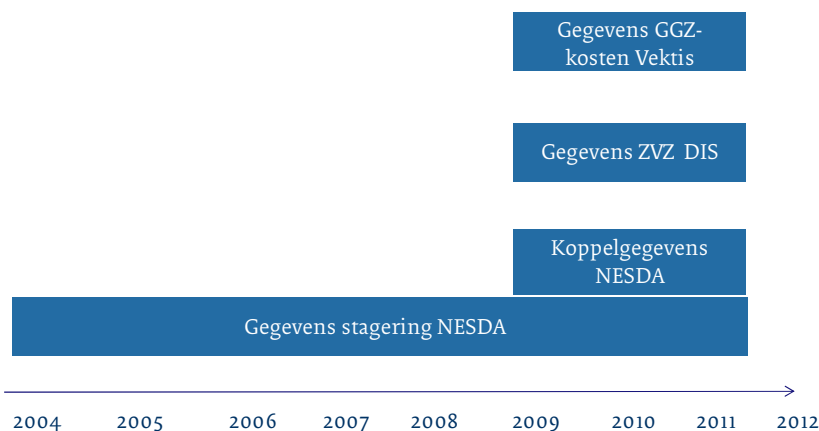 Gegevens GGZ-
kosten Vektis
Gegevens ZVZ DIS
Koppelgegevens
NESDA
Gegevens stagering NESDA
2004 2005 2006 2007 2008 2009 2010 2011 2012